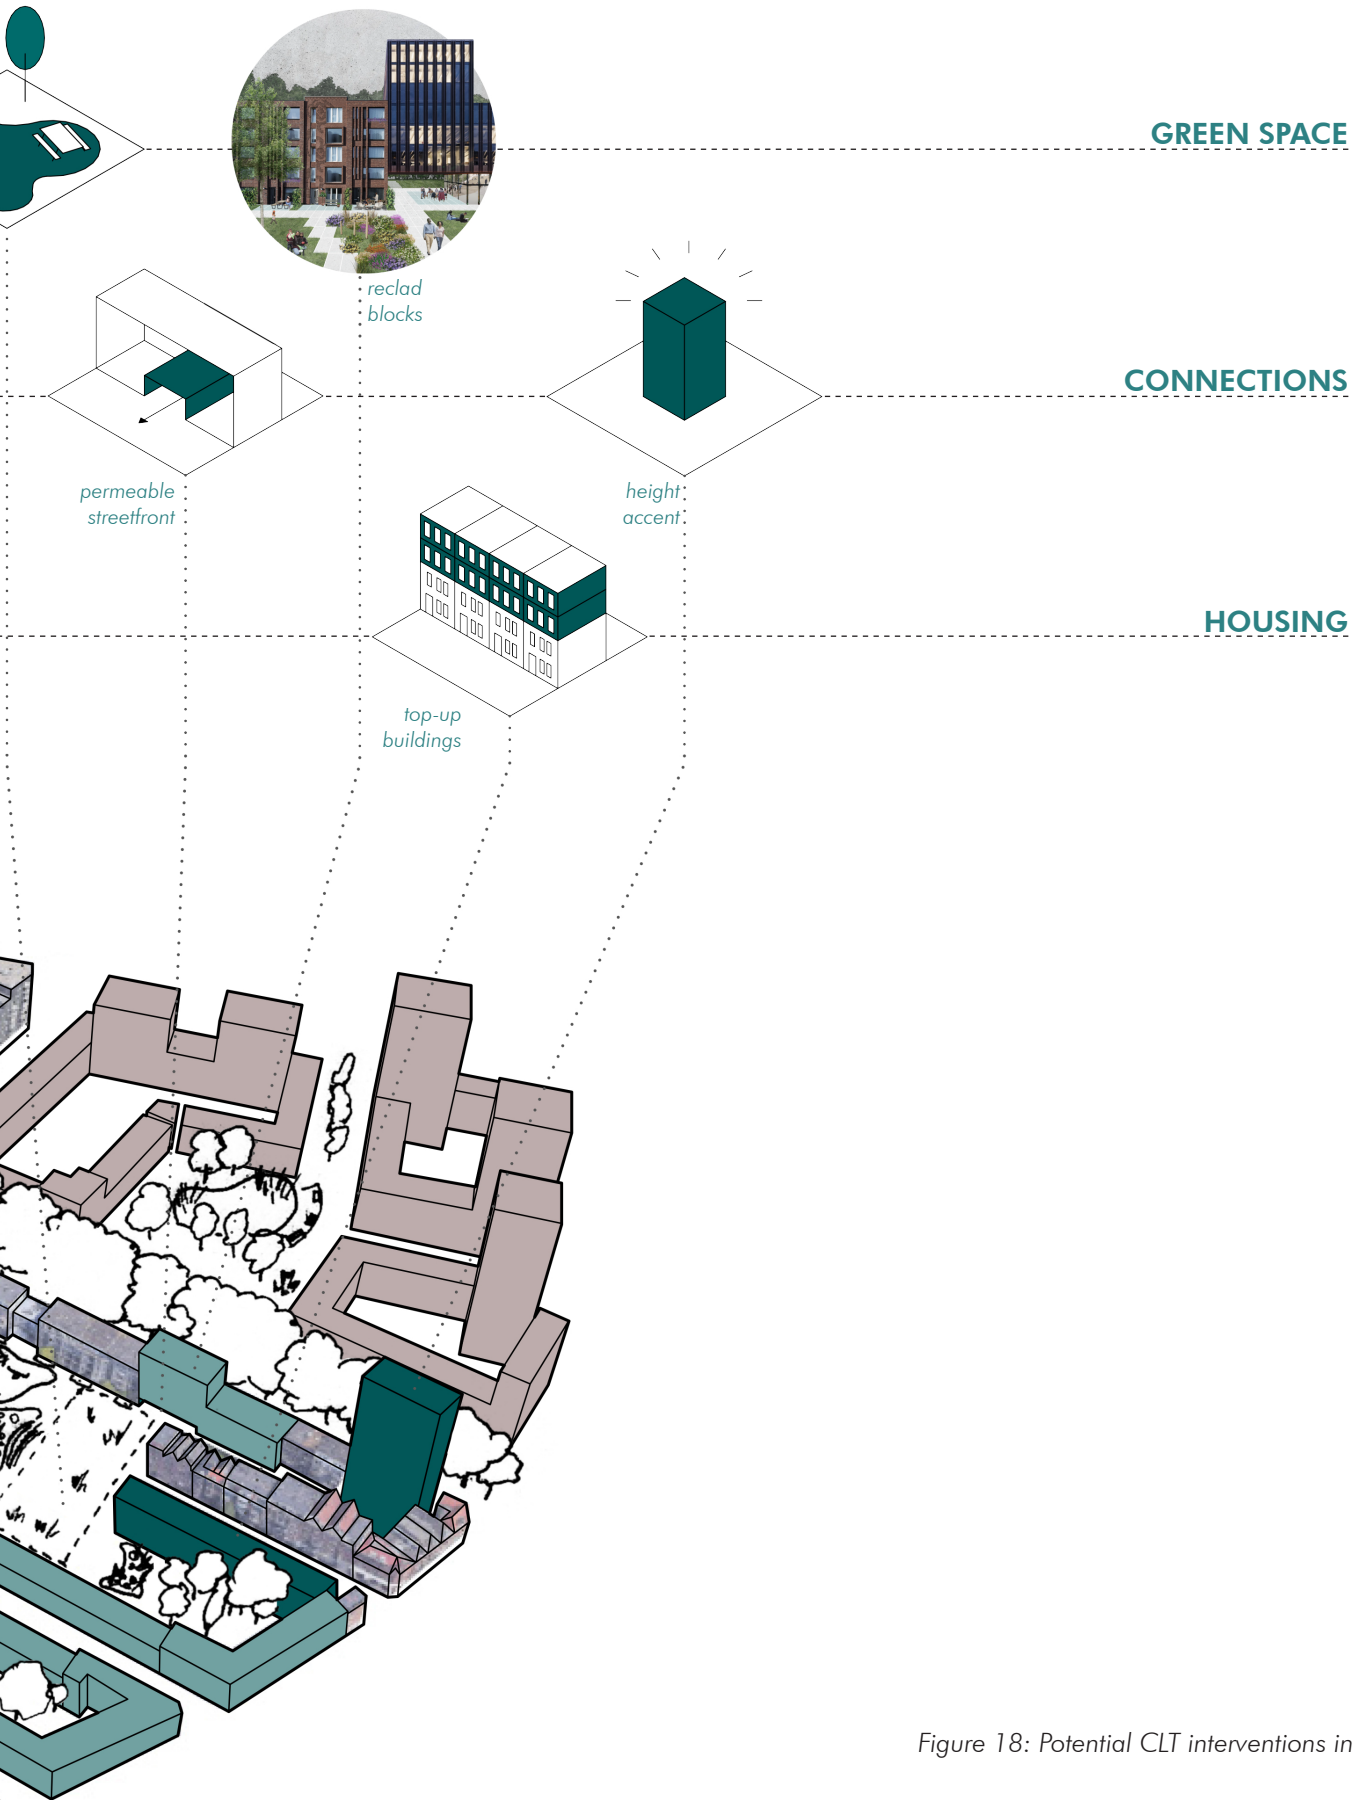 GREEN SPACE
reclad
blocks
CONNECTIONS
permeable
streetfront
height
accent
HOUSING
top-up
buildings
Figure 18: Potential CLT interventions in